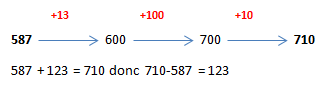 +13 +100 +10
587 600 700 710
587 + 123 = 710 donc 710-587 = 123